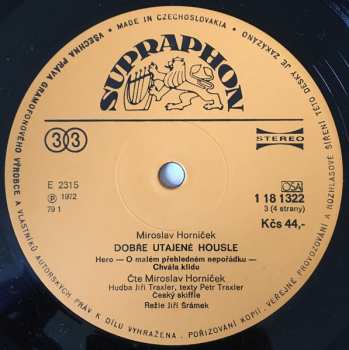 VŠECHNA PRÁVA GRAMOFONOVÉHO VÝROBCE A VLASTNÍKŮ AUTORSKÝCH PRÁV K DÍLU VYHRAŽENA. POŘIZOVÁNÍ KOPIÍ, VEŘEJNÉ PROVOZOVÁNÍ A ROZHLASOVÉ ŠÍŘENÍ TÉTO DESKY JE ZAKÁZÁNO
• MADE IN CZECHOSLOVAKIA •
SUPRAPHON
33
STEREO
E 2315
Ⓟ 1972
79 1
OSA
1 18 1322
3 (4 strany)
Kčs 44,-
Miroslav Horníček
DOBŘE UTAJENÉ HOUSLE
Hero — O malém přehledném nepořádku —
Chvála klidu
Čte Miroslav Horníček
Hudba Jiří Traxler, texty Petr Traxler
Český skiffle
Režie Jiří Šrámek